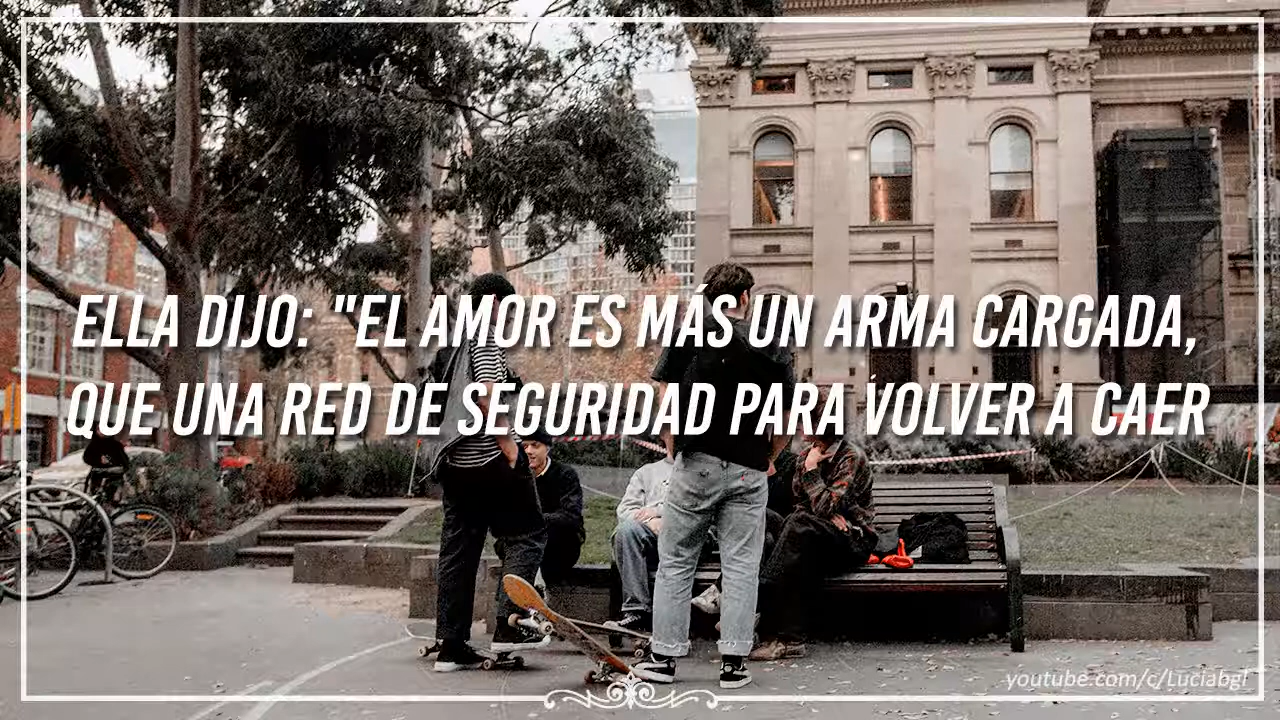 ELLA DIJO: "EL AMOR ES MÁS UN ARMA CARGADA,
QUE UNA RED DE SEGURIDAD PARA VOLVER A CAER
youtube.com/c/Luciabgl